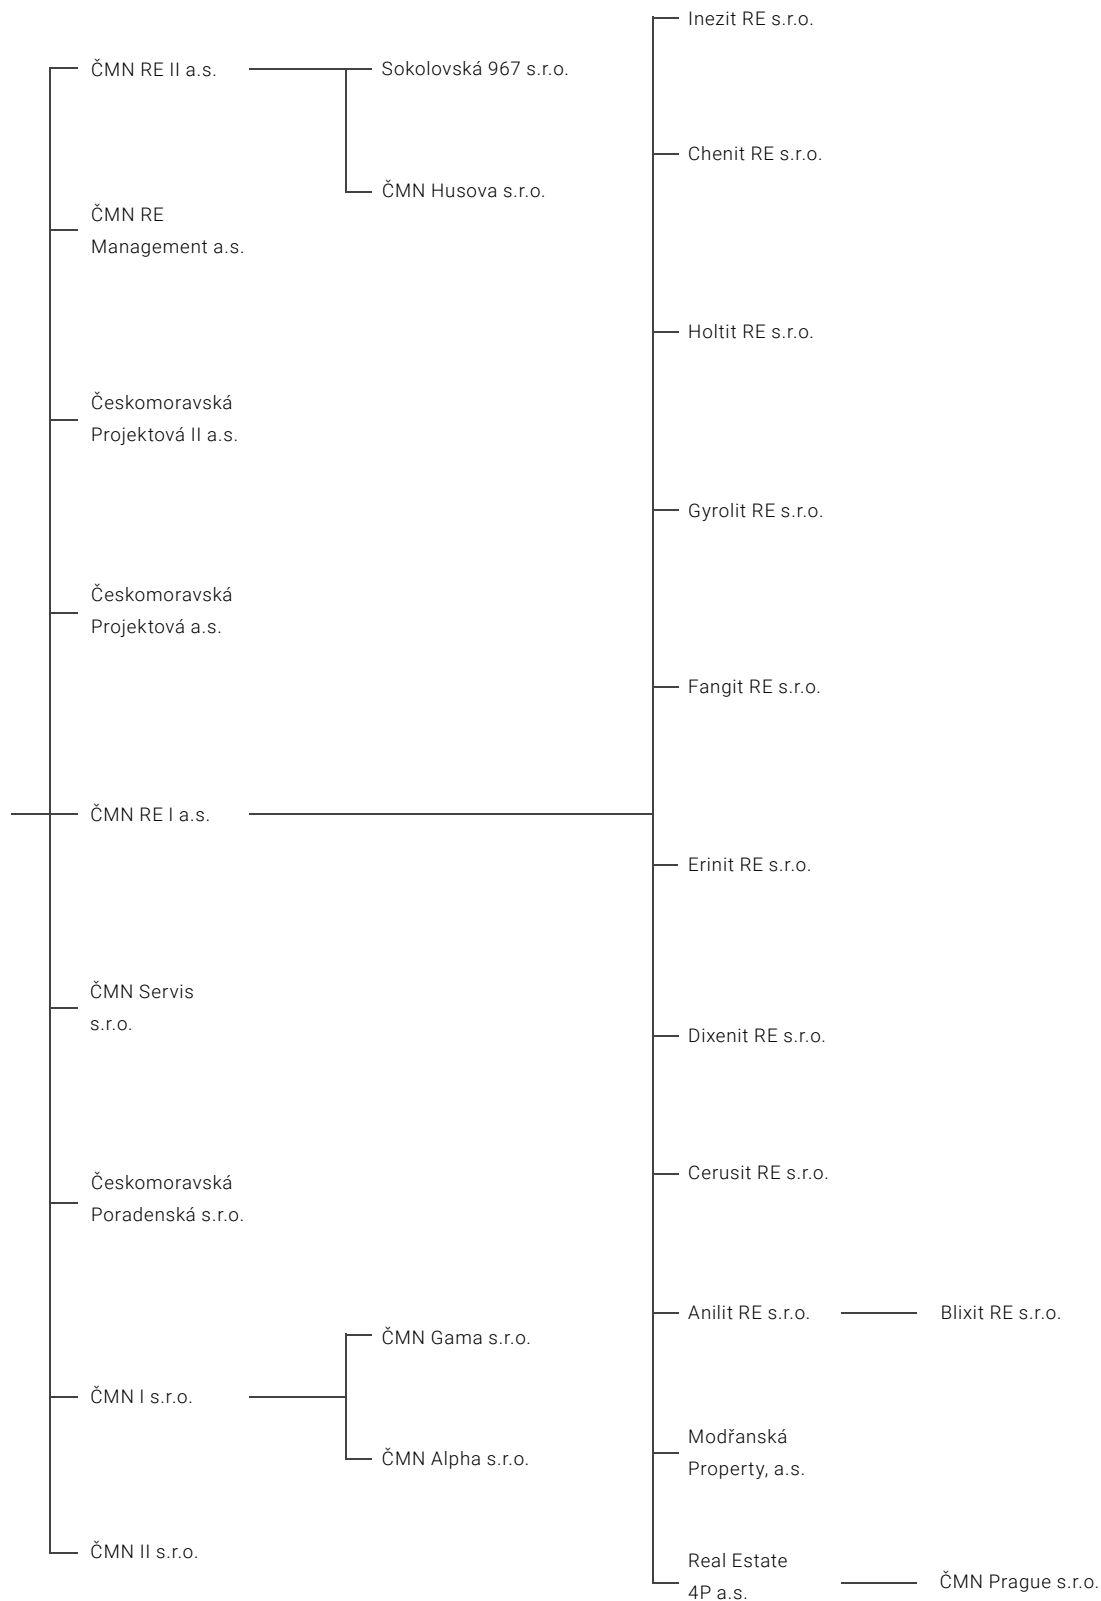 ČMN RE II a.s.
ČMN RE
Management a.s.
Českomoravská
Projektová II a.s.
Českomoravská
Projektová a.s.
ČMN RE I a.s.
ČMN Servis
s.r.o.
Českomoravská
Poradenská s.r.o.
ČMN I s.r.o.
ČMN II s.r.o.
Sokolovská 967 s.r.o.
ČMN Husova s.r.o.
ČMN Gama s.r.o.
ČMN Alpha s.r.o.
Inezit RE s.r.o.
Chenit RE s.r.o.
Holtit RE s.r.o.
Gyrolit RE s.r.o.
Fangit RE s.r.o.
Erinit RE s.r.o.
Dixenit RE s.r.o.
Cerusit RE s.r.o.
Anilit RE s.r.o.
Modřanská
Property, a.s.
Real Estate
4P a.s.
Blixit RE s.r.o.
ČMN Prague s.r.o.